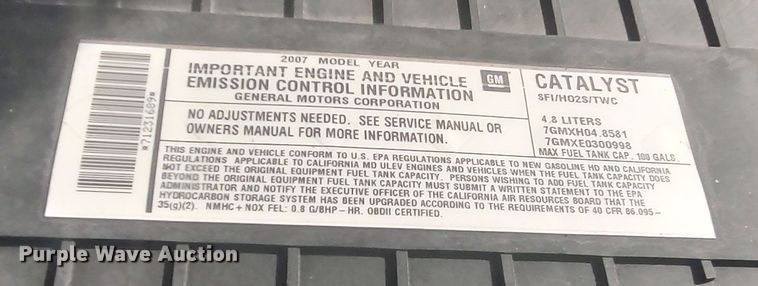 2007 MODEL YEAR
IMPORTANT ENGINE AND VEHICLE
EMISSION CONTROL INFORMATION
GENERAL MOTORS CORPORATION
GM
NO ADJUSTMENTS NEEDED. SEE SERVICE MANUAL OR
OWNERS MANUAL FOR MORE INFORMATION.
CATALYST
SFI/HO2S/TWC
4.8 LITERS
7GMXH04.8581
7GMXE0300998
MAX FUEL TANK CAP. 100 GALS.
THIS ENGINE AND VEHICLE CONFORM TO U.S. EPA REGULATIONS APPLICABLE TO NEW GASOLINE HD AND CALIFORNIA
REGULATIONS APPLICABLE TO CALIFORNIA MD ULEV ENGINES AND VEHICLES WHEN THE FUEL TANK CAPACITY DOES
NOT EXCEED THE ORIGINAL EQUIPMENT FUEL TANK CAPACITY. PERSONS WISHING TO ADD FUEL TANK CAPACITY
BEYOND THE ORIGINAL EQUIPMENT FUEL TANK CAPACITY MUST SUBMIT A WRITTEN STATEMENT TO THE EPA
ADMINISTRATOR AND NOTIFY THE EXECUTIVE OFFICER OF THE CALIFORNIA AIR RESOURCES BOARD THAT THE
HYDROCARBON STORAGE SYSTEM HAS BEEN UPGRADED ACCORDING TO THE REQUIREMENTS OF 40 CFR 86.095-
35(g)(2). NMHC+NOX FEL: 0.8 G/BHP-HR. OBDII CERTIFIED.
*71231689*
Purple Wave Auction